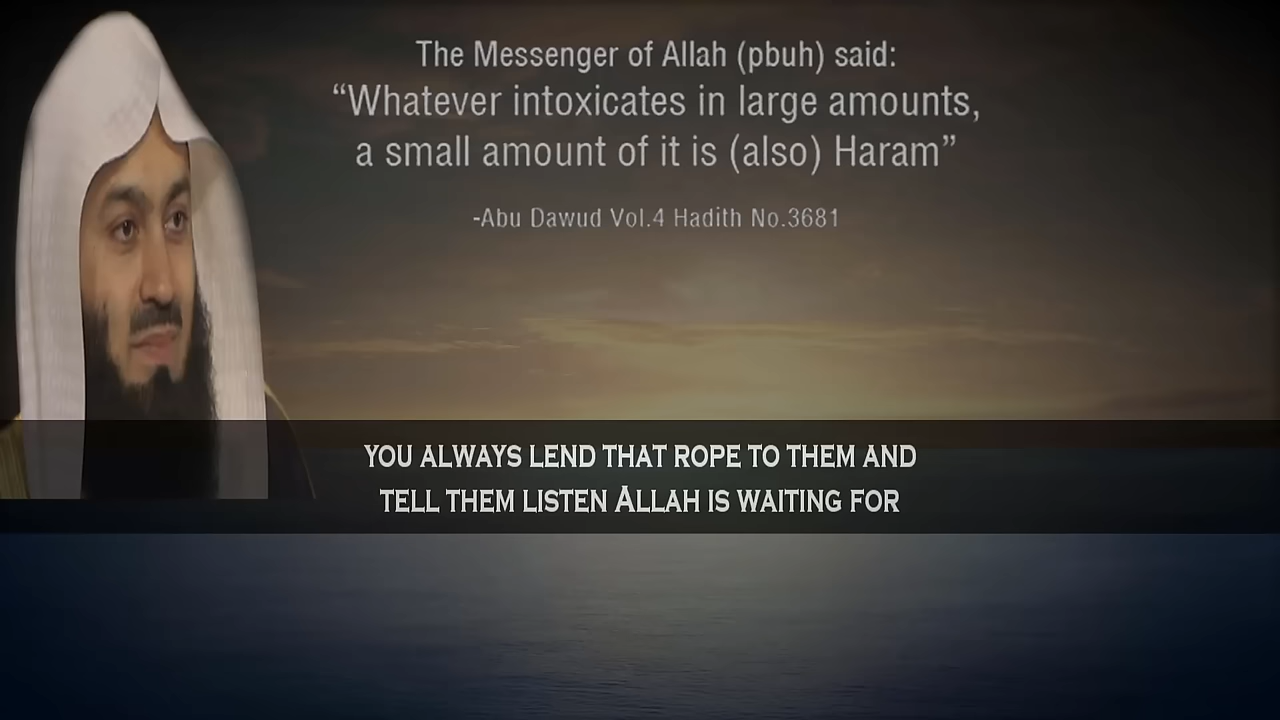 The Messenger of Allah (pbuh) said:
“Whatever intoxicates in large amounts,
a small amount of it is (also) Haram”
-Abu Dawud Vol.4 Hadith No.3681
YOU ALWAYS LEND THAT ROPE TO THEM AND
TELL THEM LISTEN ALLAH IS WAITING FOR